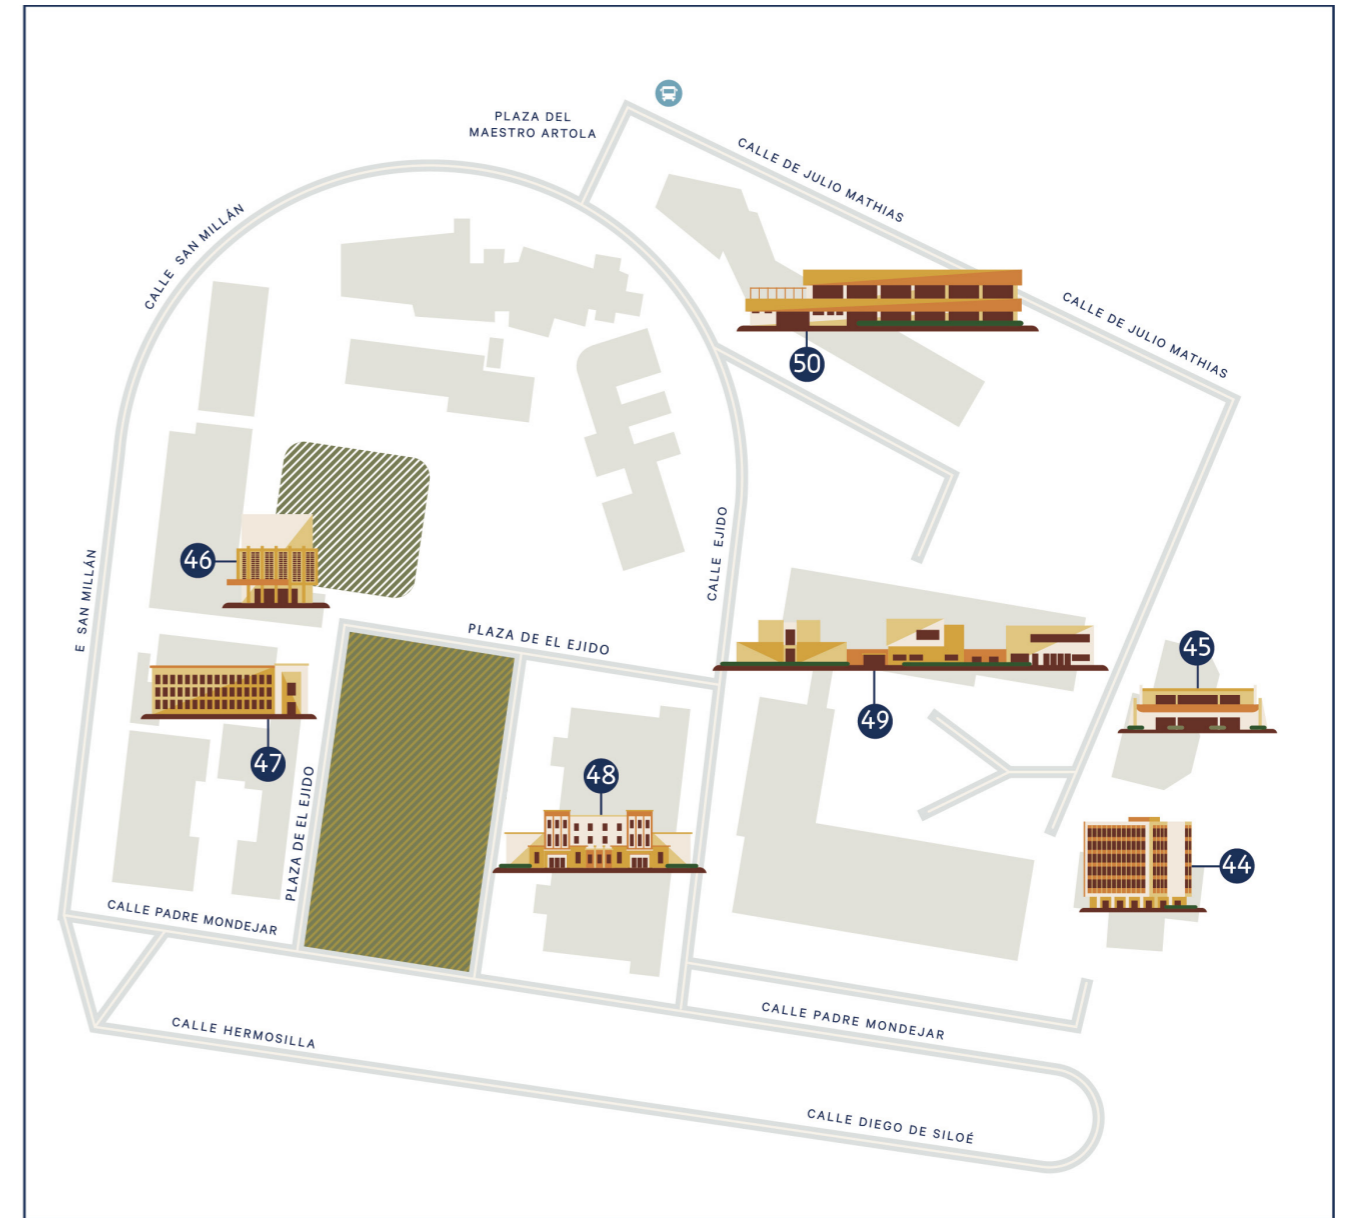 PLAZA DEL
MAESTRO ARTOLA
CALLE DE JULIO MATHIAS
CALLE SAN MILLÁN
CALLE DE JULIO MATHIAS
50
46
CALLE EJIDO
E SAN MILLÁN
PLAZA DE EL EJIDO
45
49
47
48
PLAZA DE EL EJIDO
44
CALLE PADRE MONDEJAR
CALLE PADRE MONDEJAR
CALLE HERMOSILLA
CALLE DIEGO DE SILOÉ